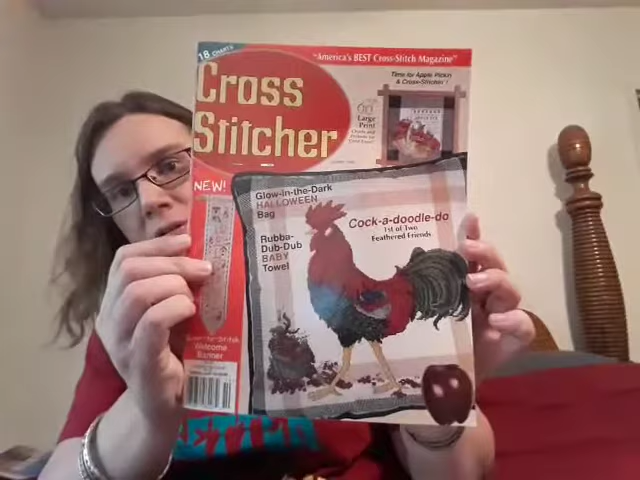 18 CHARTS
"America's BEST Cross-Stitch Magazine"
Cross
Stitcher
Time for Apple Pickin'
& Cross-Stitchin'!
Large
Print
NEW!
Glow-in-the-Dark
HALLOWEEN
Bag
Cock-a-doodle-do
1st of Two
Feathered Friends
Rubba-
Dub-Dub
BABY
Towel
Welcome
Banner